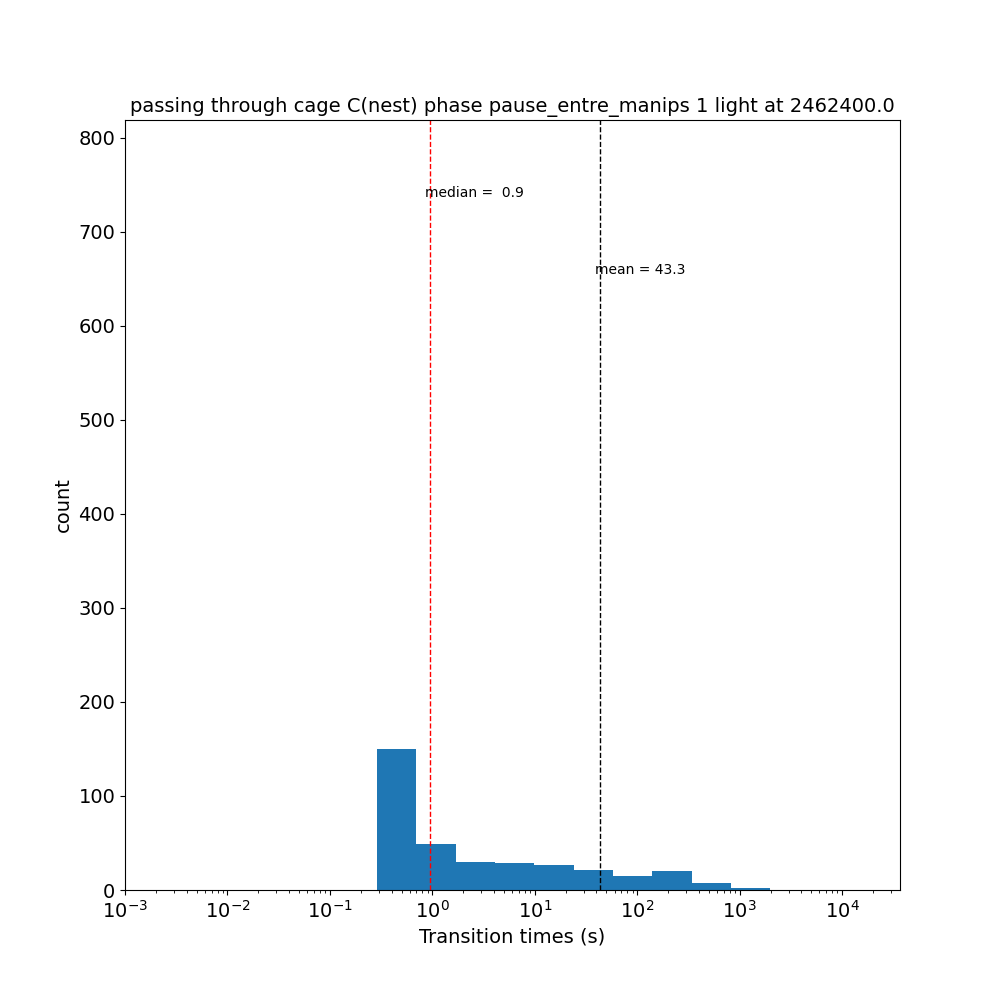 passing through cage C(nest) phase pause_entre_manips 1 light at 2462400.0
800
median =  0.9
700
mean = 43.3
600
500
count
400
300
200
100
0
10⁻³ 10⁻² 10⁻¹ 10⁰ 10¹ 10² 10³ 10⁴
Transition times (s)